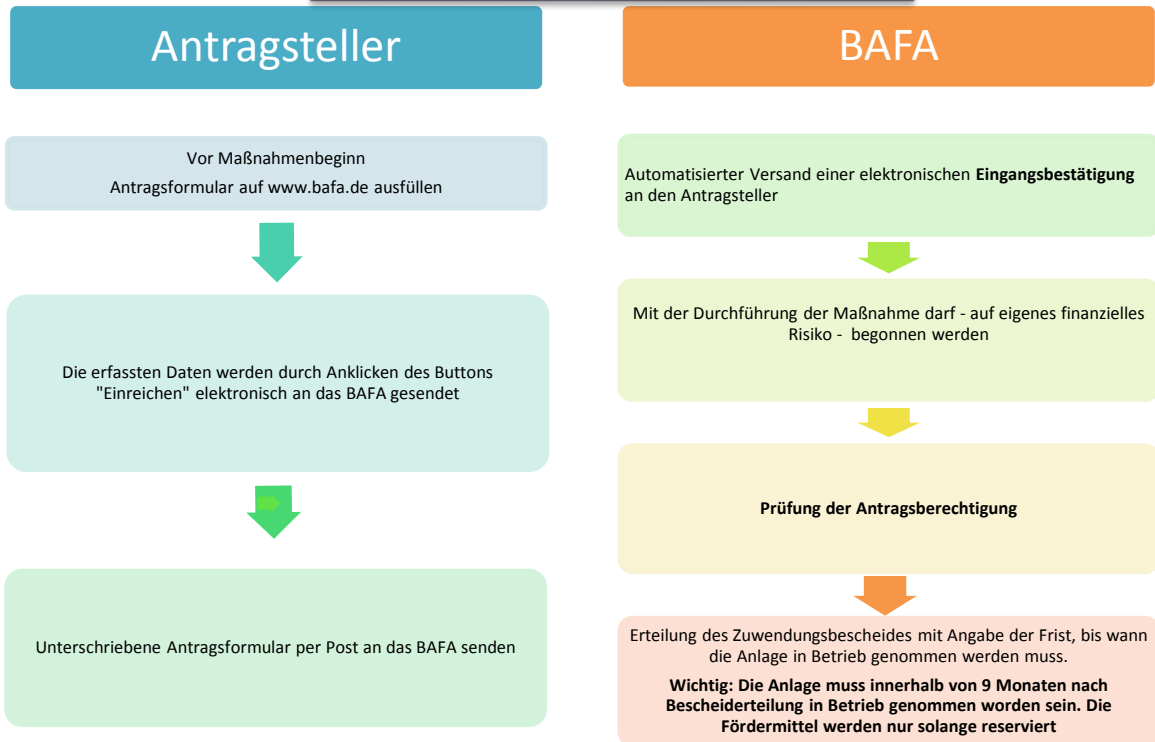 Antragsteller
Vor Maßnahmenbeginn
Antragsformular auf www.bafa.de ausfüllen
Die erfassten Daten werden durch Anklicken des Buttons
"Einreichen" elektronisch an das BAFA gesendet
Unterschriebene Antragsformular per Post an das BAFA senden
BAFA
Automatisierter Versand einer elektronischen Eingangsbestätigung
an den Antragsteller
Mit der Durchführung der Maßnahme darf - auf eigenes finanzielles
Risiko - begonnen werden
Prüfung der Antragsberechtigung
Erteilung des Zuwendungsbescheides mit Angabe der Frist, bis wann
die Anlage in Betrieb genommen werden muss.
Wichtig: Die Anlage muss innerhalb von 9 Monaten nach
Bescheiderteilung in Betrieb genommen worden sein. Die
Fördermittel werden nur solange reserviert